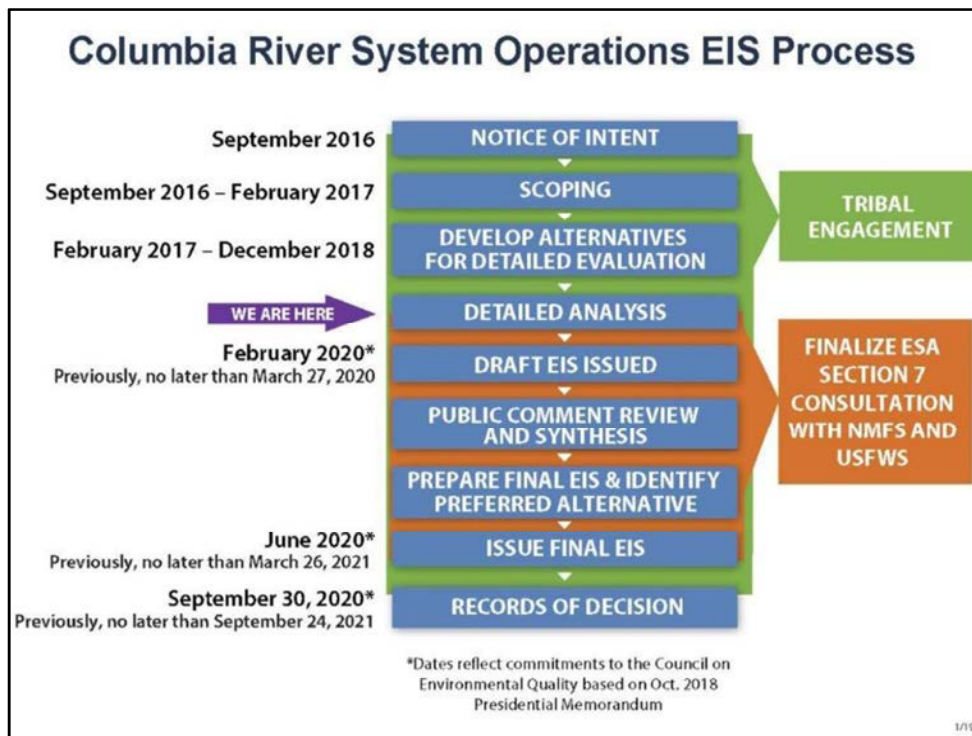 Columbia River System Operations EIS Process
September 2016
NOTICE OF INTENT
September 2016 – February 2017
SCOPING
TRIBAL
ENGAGEMENT
February 2017 – December 2018
DEVELOP ALTERNATIVES
FOR DETAILED EVALUATION
WE ARE HERE
DETAILED ANALYSIS
February 2020*
Previously, no later than March 27, 2020
DRAFT EIS ISSUED
FINALIZE ESA
SECTION 7
CONSULTATION
WITH NMFS AND
USFWS
PUBLIC COMMENT REVIEW
AND SYNTHESIS
PREPARE FINAL EIS & IDENTIFY
PREFERRED ALTERNATIVE
June 2020*
Previously, no later than March 26, 2021
ISSUE FINAL EIS
September 30, 2020*
Previously, no later than September 24, 2021
RECORDS OF DECISION
*Dates reflect commitments to the Council on
Environmental Quality based on Oct. 2018
Presidential Memorandum
1/19